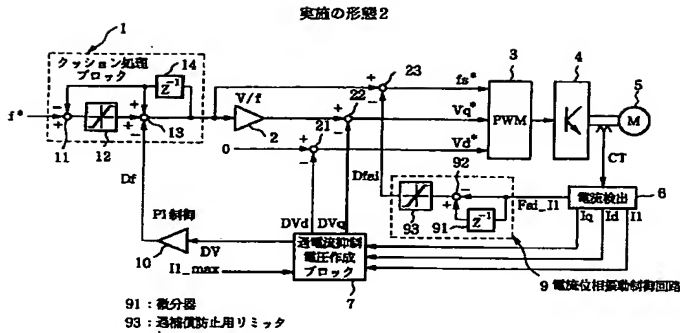 実施の形態2
1
クッション処理
ブロック
14
Z⁻¹
3
4
23
fs*
5
V/f
22
f*
Vq*
PWM
M
11
12
13
2
21
Vd*
0
CT
Df
92
Dfai
電流検出
6
Fai_I1
Iq
Id
I1
93
91
Z⁻¹
PI制御
DVd
DVq
10
DV
過電流抑制
電圧作成
ブロック
I1_max
7
9 電流位相振動制御回路
91:微分器
93:過補償防止用リミッタ